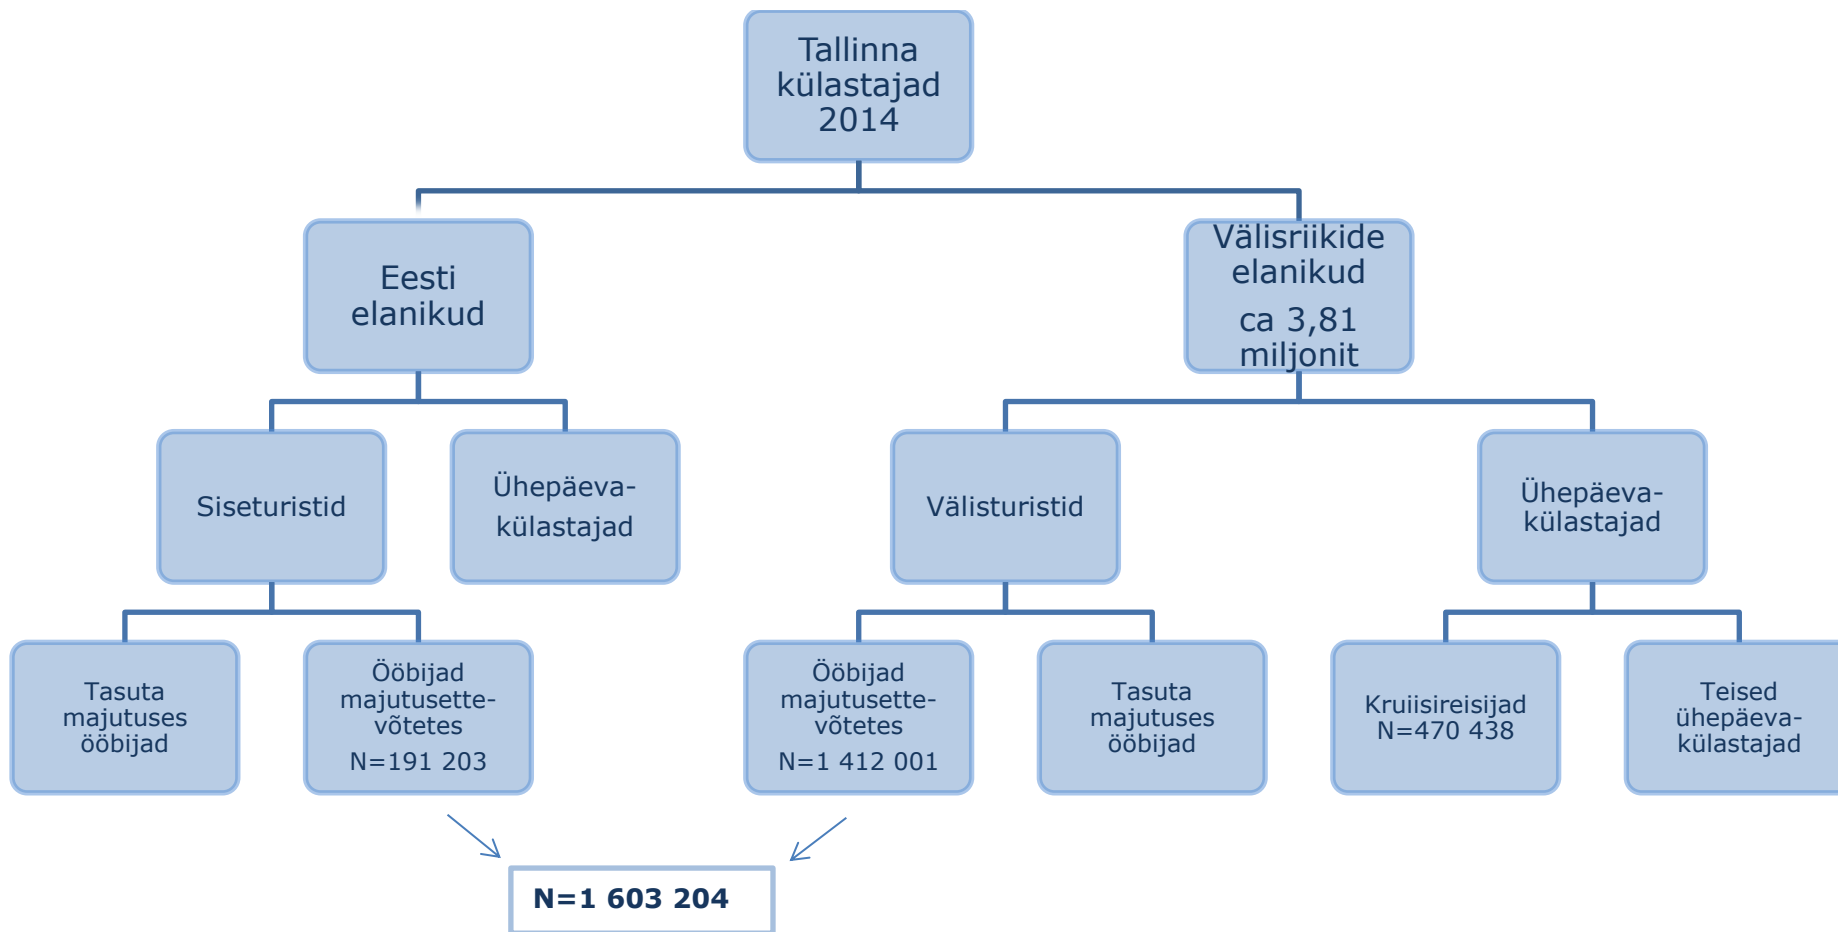 Tallinna
külastajad
2014
Eesti
elanikud
Välisriikide
elanikud
ca 3,81
miljonit
Siseturistid
Ühepäeva-
külastajad
Välisturistid
Ühepäeva-
külastajad
Tasuta
majutuses
ööbijad
Ööbijad
majutusette-
võtetes
N=191 203
Ööbijad
majutusette-
võtetes
N=1 412 001
Tasuta
majutuses
ööbijad
Kruiisireisijad
N=470 438
Teised
ühepäeva-
külastajad
N=1 603 204